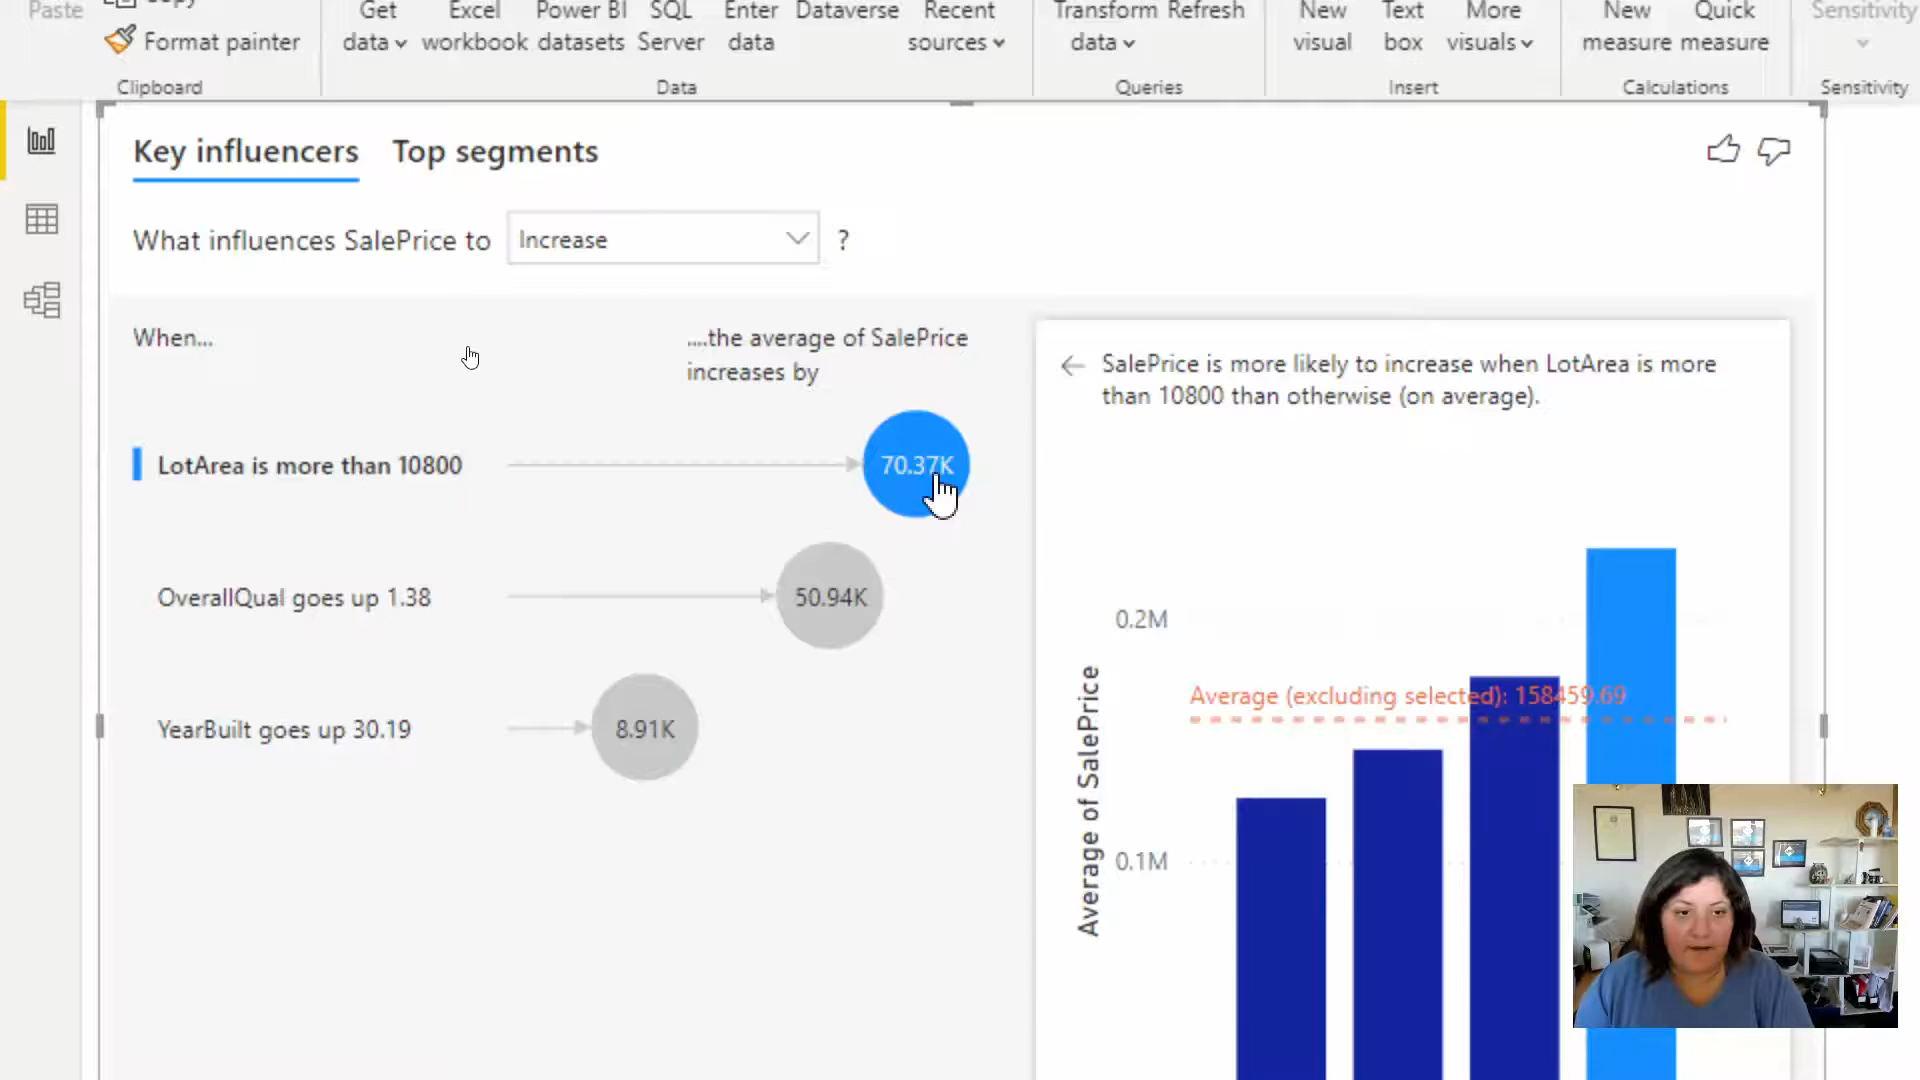 Paste
Copy
Format painter
Clipboard
Get data
Excel workbook
Power BI datasets
SQL Server
Enter data
Dataverse
Recent sources
Data
Transform data
Refresh
Queries
New visual
Text box
More visuals
Insert
New measure
Quick measure
Calculations
Sensitivity
Sensitivity
Key influencers
Top segments
What influences SalePrice to
Increase
?
When...
....the average of SalePrice
increases by
LotArea is more than 10800
70.37K
OverallQual goes up 1.38
50.94K
YearBuilt goes up 30.19
8.91K
SalePrice is more likely to increase when LotArea is more
than 10800 than otherwise (on average).
0.2M
Average (excluding selected): 158459.69
0.1M
Average of SalePrice